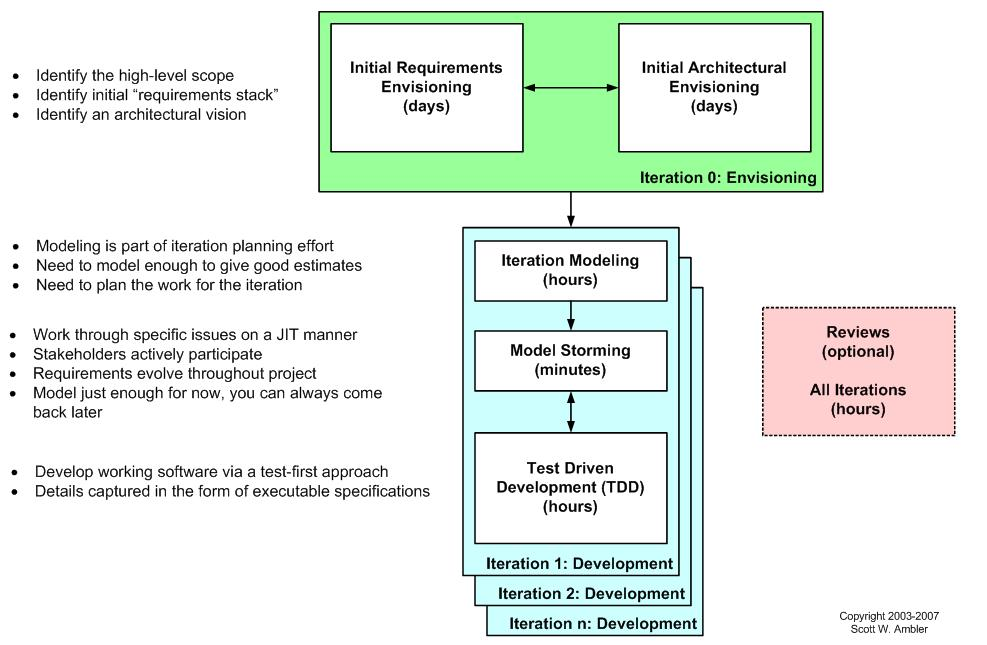 • Identify the high-level scope
• Identify initial “requirements stack”
• Identify an architectural vision
Initial Requirements
Envisioning
(days)
Initial Architectural
Envisioning
(days)
Iteration 0: Envisioning
• Modeling is part of iteration planning effort
• Need to model enough to give good estimates
• Need to plan the work for the iteration
Iteration Modeling
(hours)
• Work through specific issues on a JIT manner
• Stakeholders actively participate
• Requirements evolve throughout project
• Model just enough for now, you can always come
back later
Model Storming
(minutes)
• Develop working software via a test-first approach
• Details captured in the form of executable specifications
Test Driven
Development (TDD)
(hours)
Iteration 1: Development
Iteration 2: Development
Iteration n: Development
Reviews
(optional)
All Iterations
(hours)
Copyright 2003-2007
Scott W. Ambler